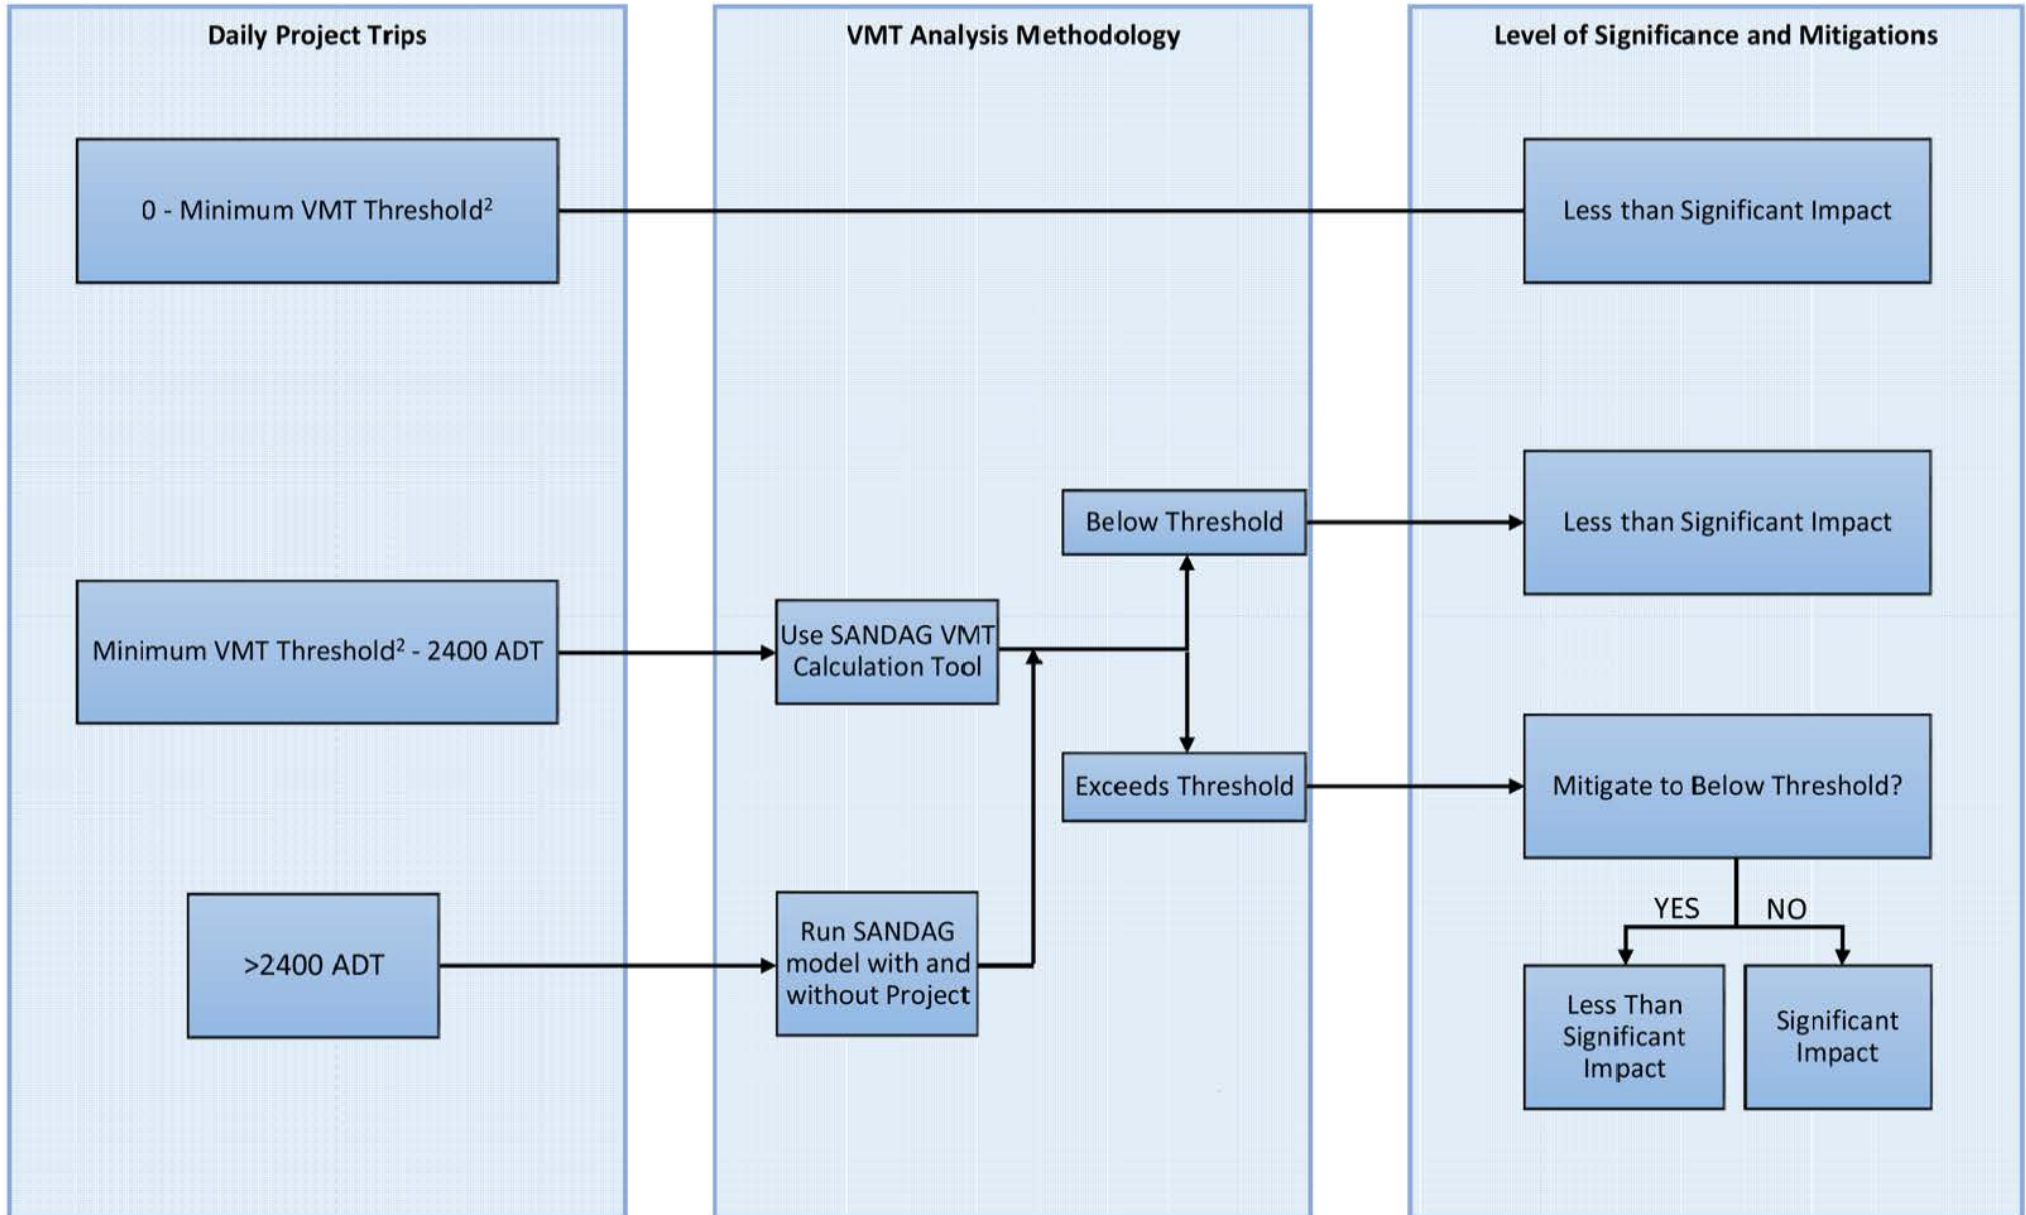 Daily Project Trips
VMT Analysis Methodology
Level of Significance and Mitigations
0 - Minimum VMT Threshold²
Less than Significant Impact
Below Threshold
Less than Significant Impact
Minimum VMT Threshold² - 2400 ADT
Use SANDAG VMT
Calculation Tool
Exceeds Threshold
Mitigate to Below Threshold?
YES
NO
>2400 ADT
Run SANDAG
model with and
without Project
Less Than
Significant
Impact
Significant
Impact